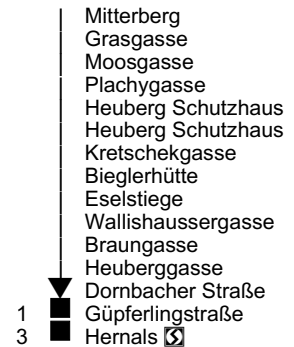 Mitterberg
Grasgasse
Moosgasse
Plachygasse
Heuberg Schutzhaus
Heuberg Schutzhaus
Kretschekgasse
Bieglerhütte
Eselstiege
Wallishaussergasse
Braungasse
Heuberggasse
Dornbacher Straße
1 Güpferlingstraße
3 Hernals S